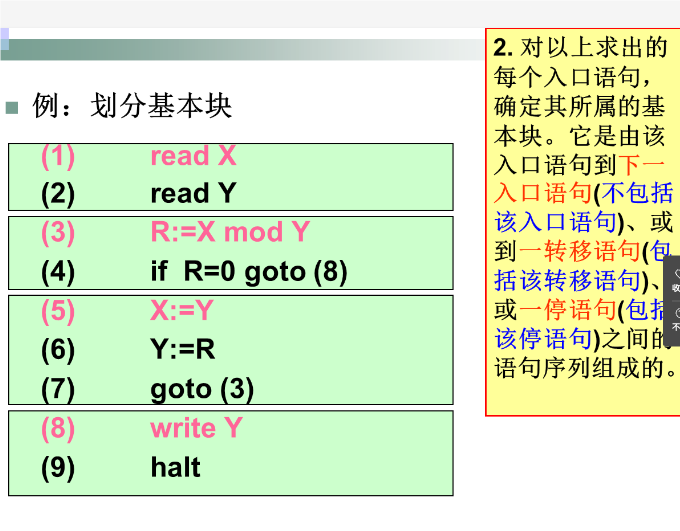 例：划分基本块
(1) read X
(2) read Y
(3) R:=X mod Y
(4) if R=0 goto (8)
(5) X:=Y
(6) Y:=R
(7) goto (3)
(8) write Y
(9) halt
2. 对以上求出的
每个入口语句，
确定其所属的基
本块。它是由该
入口语句到下一
入口语句(不包括
该入口语句)、或
到一转移语句(包
括该转移语句)、
或一停语句(包括
该停语句)之间的
语句序列组成的。
收
不